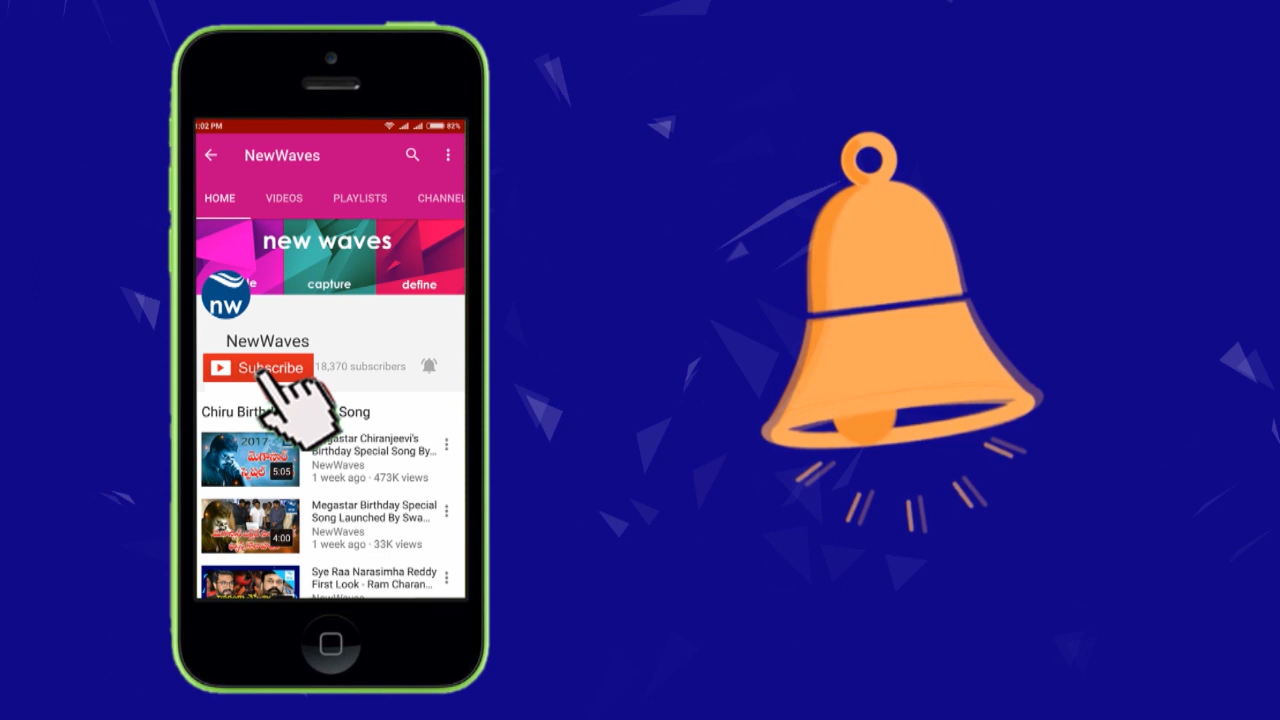 1:02 PM
82%
NewWaves
HOME
VIDEOS
PLAYLISTS
CHANNEL
new waves
capture
define
nw
NewWaves
Subscribe
18,370 subscribers
Chiru Birth
Song
2017
మెగాస్టార్
స్పెషల్
5:05
Megastar Chiranjeevi's
Birthday Special Song By...
NewWaves
1 week ago · 473K views
4:00
Megastar Birthday Special
Song Launched By Swa...
NewWaves
1 week ago · 33K views
Sye Raa Narasimha Reddy
First Look - Ram Charan...
NewWaves